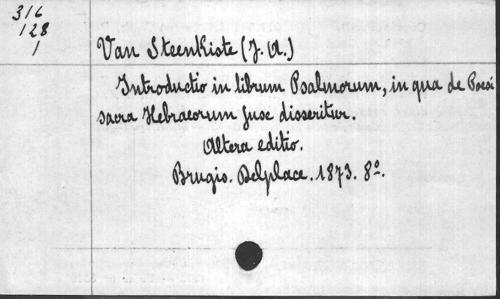 316
128
1
Van Steenkiste (J. A.)
Introductio in librum Psalmorum, in qua de Poesi
sacra Hebraeorum fuse disseritur.
Altera editio.
Brugis. Delplace. 1873. 8º.